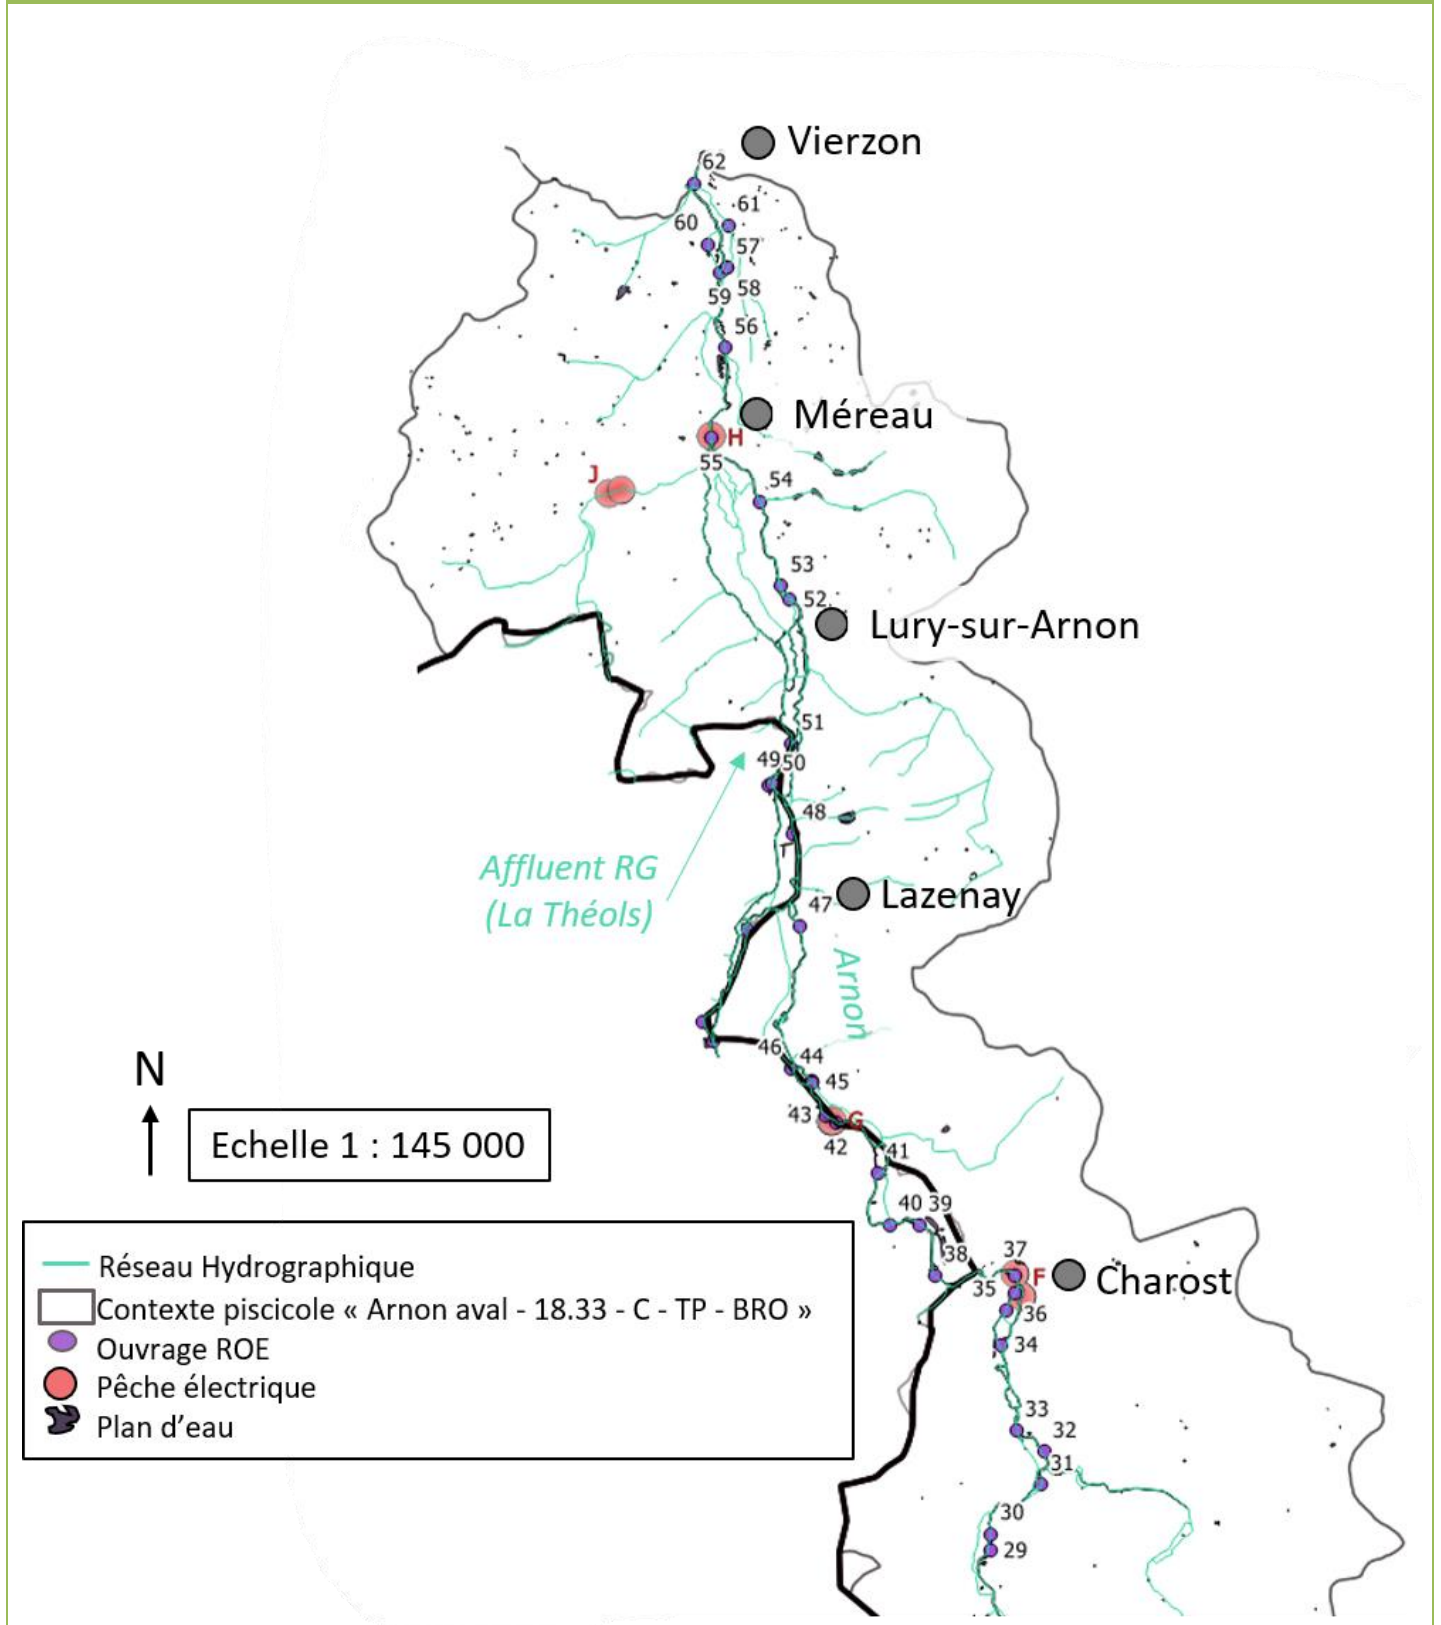 Vierzon
62
61
60
57
58
59
56
Méreau
H
55
J
54
53
52
Lury-sur-Arnon
51
49
50
48
Affluent RG
(La Théols)
Lazenay
47
Arnon
46
44
45
N
43
G
42
Echelle 1 : 145 000
41
40
39
38
37
F
Charost
35
36
34
33
32
31
30
29
Réseau Hydrographique
Contexte piscicole « Arnon aval - 18.33 - C - TP - BRO »
Ouvrage ROE
Pêche électrique
Plan d’eau